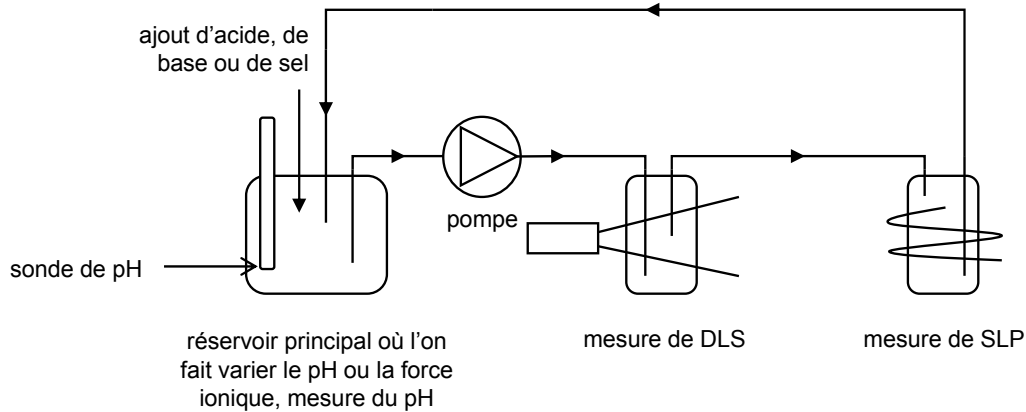 ajout d'acide, de
base ou de sel
pompe
sonde de pH
mesure de DLS
mesure de SLP
réservoir principal où l'on
fait varier le pH ou la force
ionique, mesure du pH